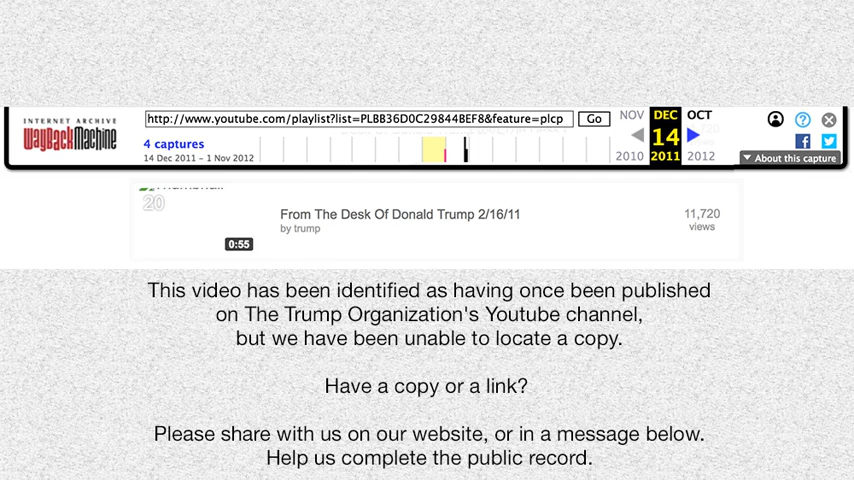 INTERNET ARCHIVE
WayBackMachine
http://www.youtube.com/playlist?list=PLBB36D0C29844BEF8&feature=plcp
Go
NOV
DEC
OCT
4 captures
14
14 Dec 2011 – 1 Nov 2012
2010
2011
2012
▼ About this capture
20
From The Desk Of Donald Trump 2/16/11
by trump
11,720
views
0:55
This video has been identified as having once been published
on The Trump Organization's Youtube channel,
but we have been unable to locate a copy.
Have a copy or a link?
Please share with us on our website, or in a message below.
Help us complete the public record.